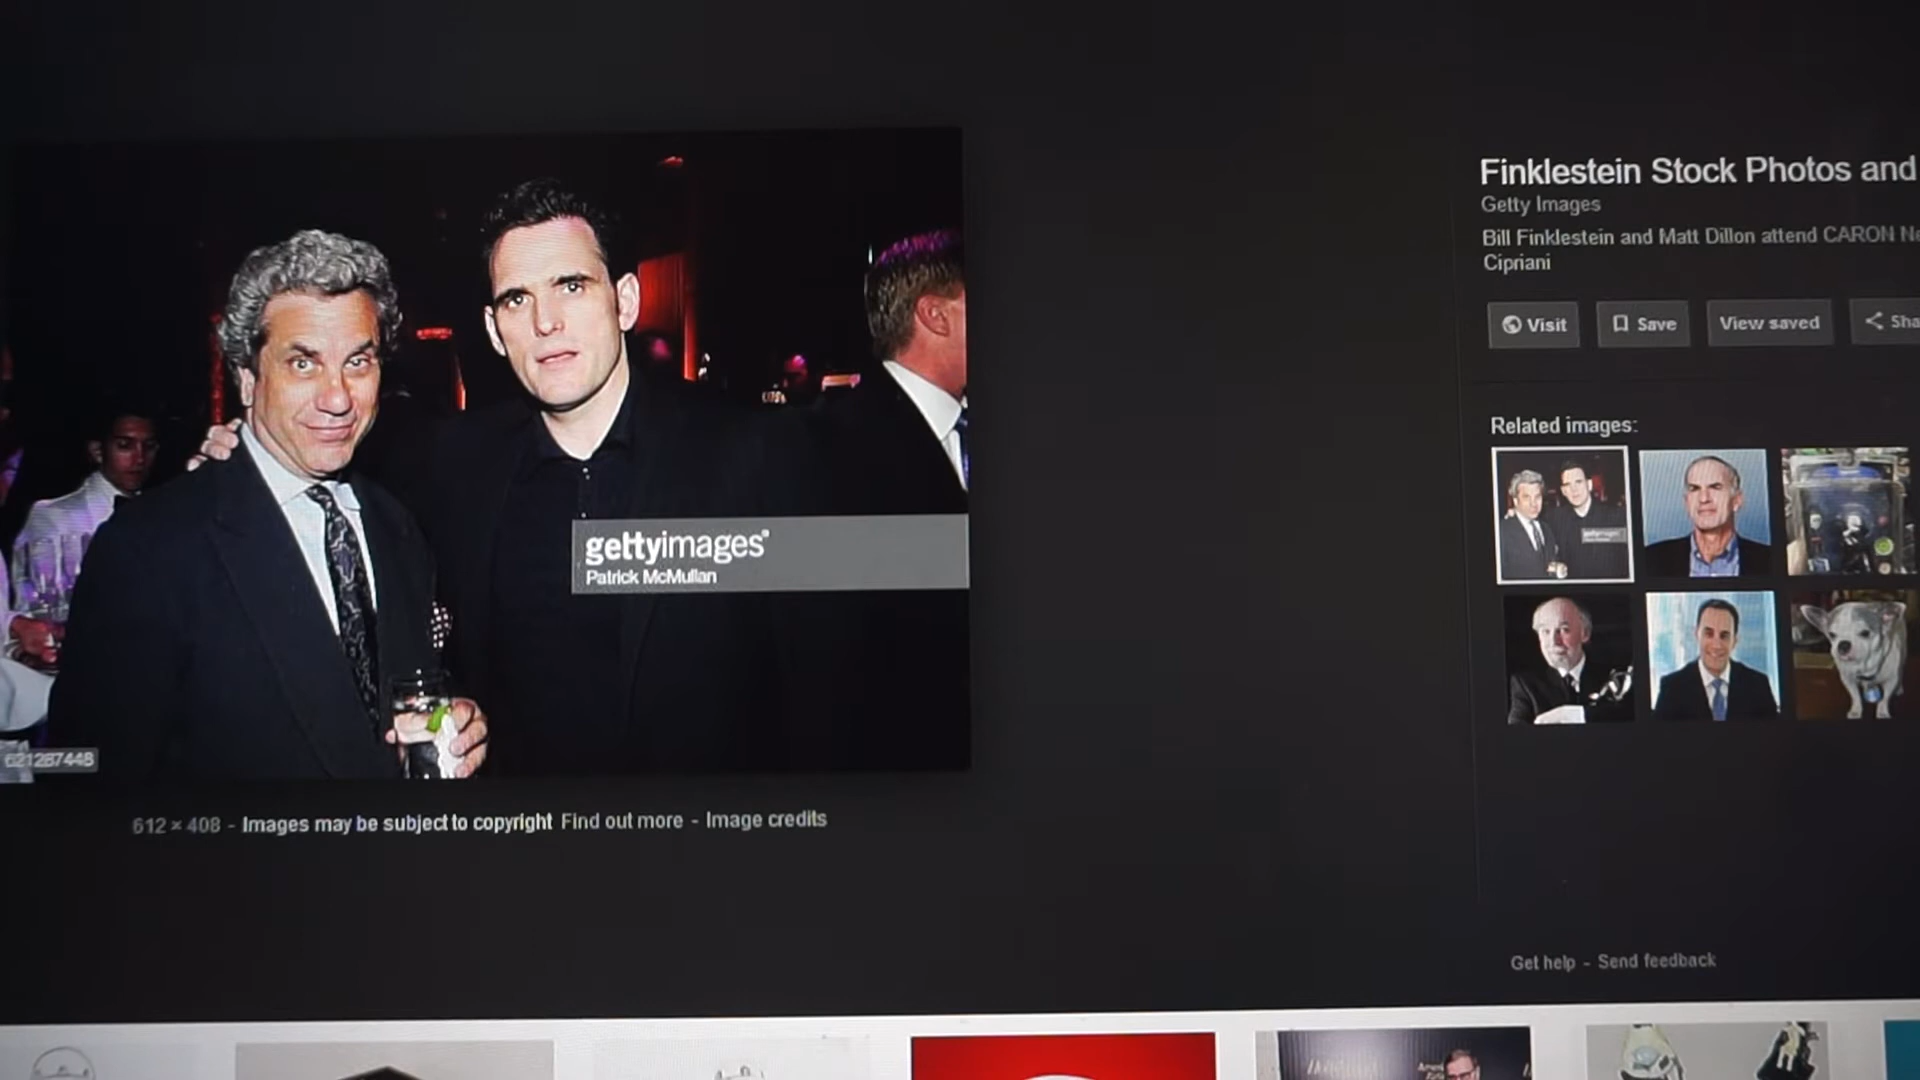 Finklestein Stock Photos and
Getty Images
Bill Finklestein and Matt Dillon attend CARON
Cipriani
Visit
Save
View saved
Related images:
gettyimages®
Patrick McMullan
621287448
612 × 408 - Images may be subject to copyright Find out more - Image credits
Get help - Send feedback